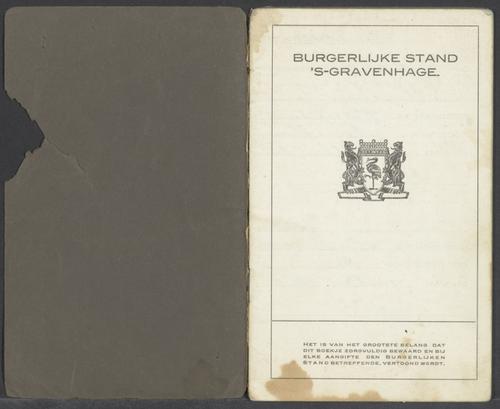 BURGERLIJKE STAND
'S-GRAVENHAGE.
HET IS VAN HET GROOTSTE BELANG DAT
DIT BOEKJE ZORGVULDIG BEWAARD EN BIJ
ELKE AANGIFTE DEN BURGERLIJKEN
STAND BETREFFENDE, VERTOOND WORDT.